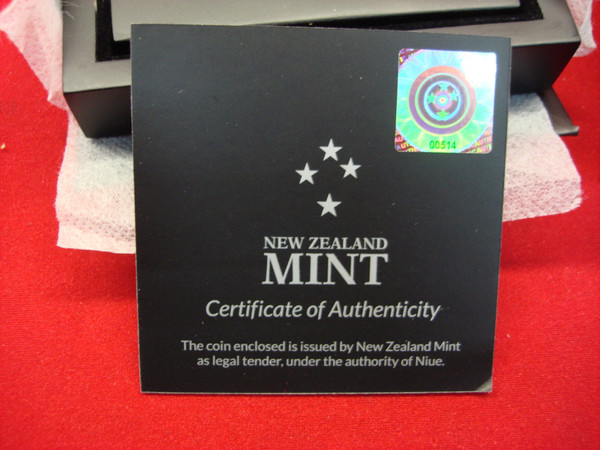 00514
NEW ZEALAND
MINT
Certificate of Authenticity
The coin enclosed is issued by New Zealand Mint
as legal tender, under the authority of Niue.